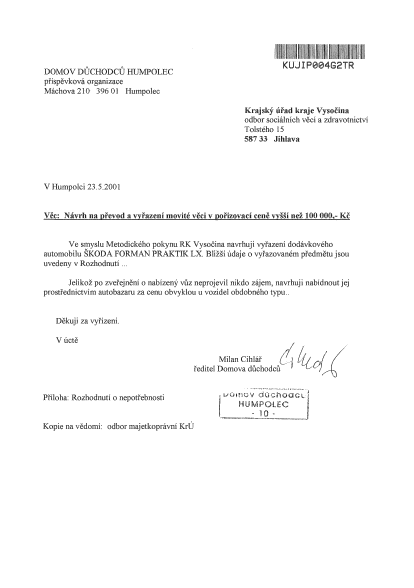 KUJIP004G2TR
DOMOV DŮCHODCŮ HUMPOLEC
příspěvková organizace
Máchova 210 396 01 Humpolec
Krajský úřad kraje Vysočina
odbor sociálních věcí a zdravotnictví
Tolstého 15
587 33 Jihlava
V Humpolci 23.5.2001
Věc: Návrh na převod a vyřazení movité věci v pořizovací ceně vyšší než 100 000,- Kč
Ve smyslu Metodického pokynu RK Vysočina navrhuji vyřazení dodávkového
automobilu ŠKODA FORMAN PRAKTIK LX. Bližší údaje o vyřazovaném předmětu jsou
uvedeny v Rozhodnutí ...
Jelikož po zveřejnění o nabízený vůz neprojevil nikdo zájem, navrhuji nabídnout jej
prostřednictvím autobazaru za cenu obvyklou u vozidel obdobného typu..
Děkuji za vyřízení.
V úctě
Milan Cihlář
ředitel Domova důchodců
Domov důchodců
HUMPOLEC
- 10 -
Příloha: Rozhodnutí o nepotřebnosti
Kopie na vědomí: odbor majetkoprávní KrÚ